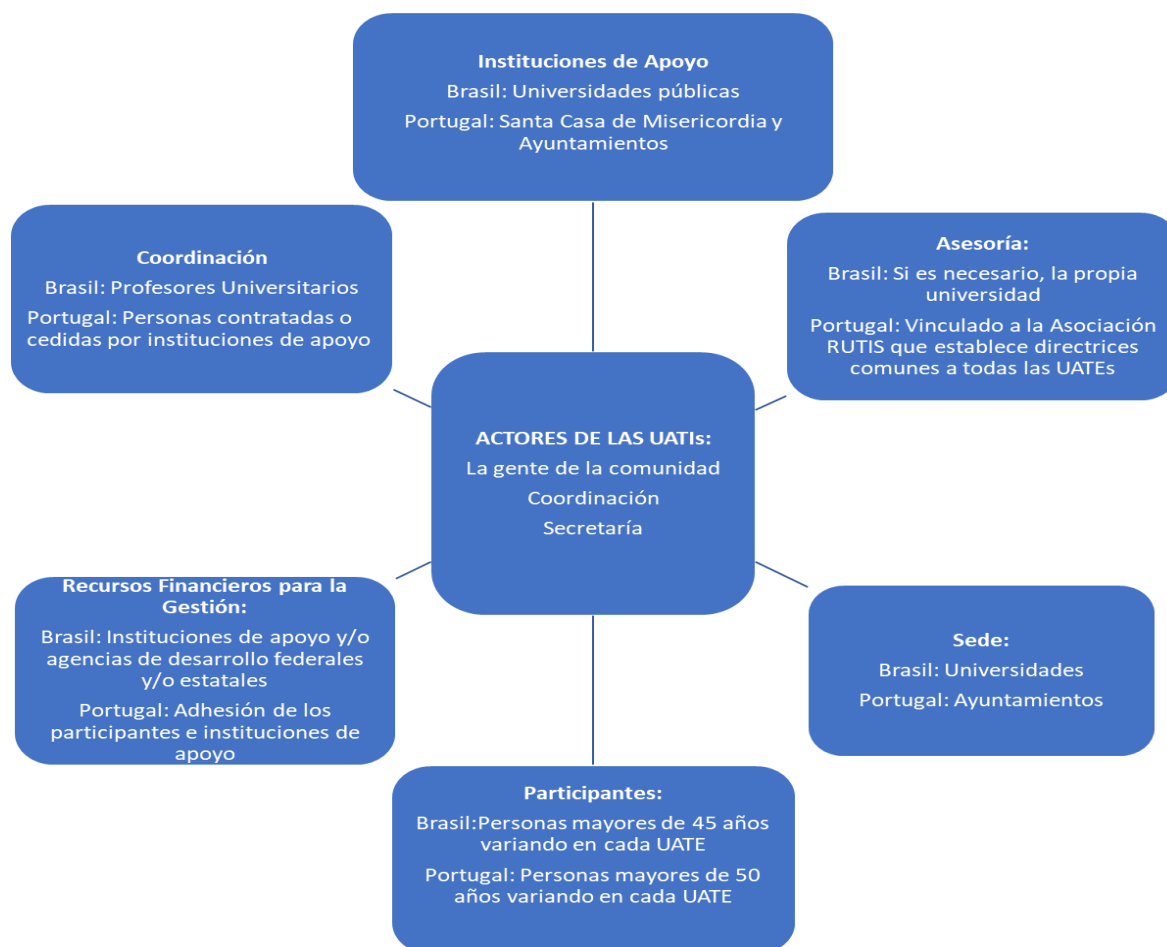 Instituciones de Apoyo
Brasil: Universidades públicas
Portugal: Santa Casa de Misericordia y
Ayuntamientos
Coordinación
Brasil: Profesores Universitarios
Portugal: Personas contratadas o
cedidas por instituciones de apoyo
Asesoría:
Brasil: Si es necesario, la propia
universidad
Portugal: Vinculado a la Asociación
RUTIS que establece directrices
comunes a todas las UATEs
ACTORES DE LAS UATIs:
La gente de la comunidad
Coordinación
Secretaría
Recursos Financieros para la
Gestión:
Brasil: Instituciones de apoyo y/o
agencias de desarrollo federales
y/o estatales
Portugal: Adhesión de los
participantes e instituciones de
apoyo
Sede:
Brasil: Universidades
Portugal: Ayuntamientos
Participantes:
Brasil:Personas mayores de 45 años
variando en cada UATE
Portugal: Personas mayores de 50
años variando en cada UATE